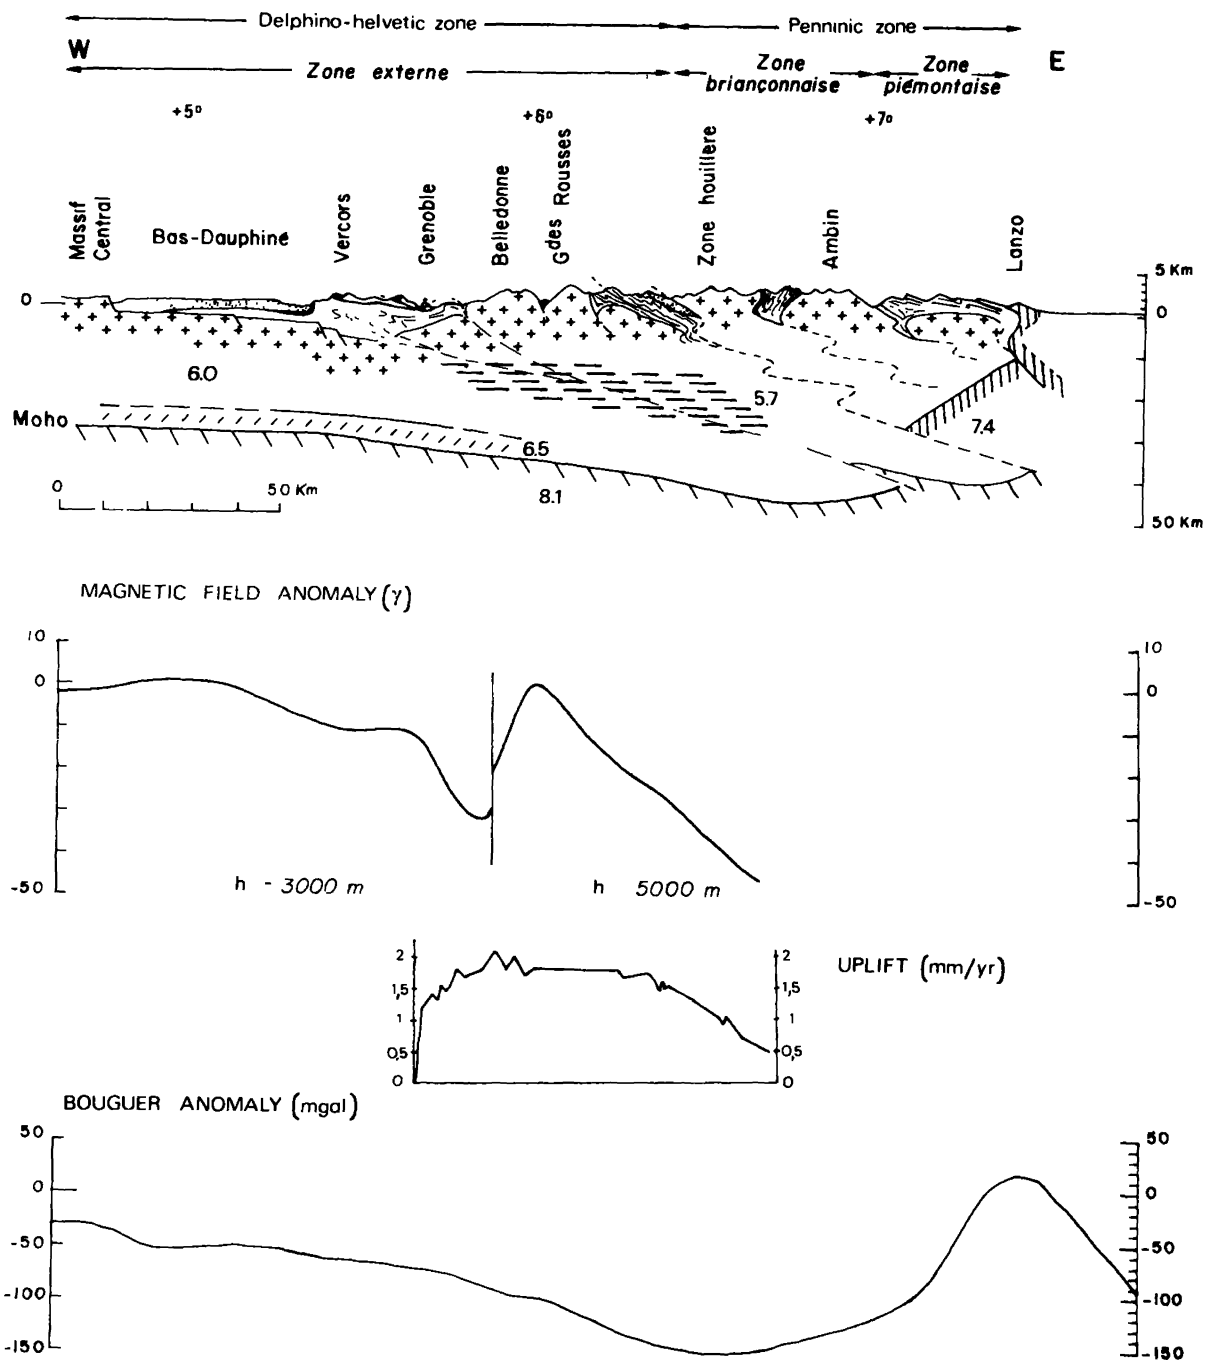 Delphino-helvetic zone Penninic zone
W E
Zone externe Zone briançonnaise Zone piémontaise
+5° +6° +7°
Massif Central
Bas-Dauphiné
Vercors
Grenoble
Belledonne
Gdes Rousses
Zone houillere
Ambin
Lanzo
5 Km
0 0
6.0 5.7
Moho 7.4
6.5
8.1
0 50 Km
50 Km
MAGNETIC FIELD ANOMALY (γ)
10 10
0 0
-50 -50
h - 3000 m h 5000 m
UPLIFT (mm/yr)
2 2
1,5 1,5
1 1
0,5 0,5
0 0
BOUGUER ANOMALY (mgal)
50 50
0 0
-50 -50
-100 -100
-150 -150